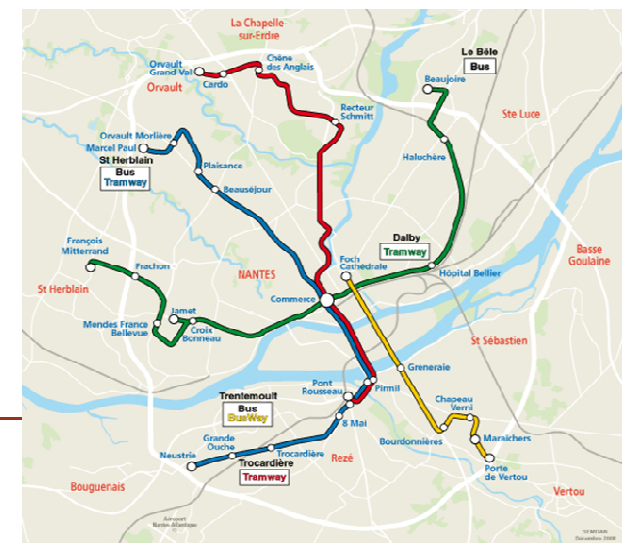 La Chapelle
sur-Erdre
Le Bêle
Bus
Orvault
Grand Val
Chêne
des Anglais
Cardo
Beaujoire
Orvault
Recteur
Schmitt
Ste Luce
Orvault Morlière
Marcel Paul
St Herblain
Bus
Tramway
Plaisance
Haluchère
Beauséjour
Dalby
Tramway
François
Mitterrand
Foch
Cathédrale
Basse
Goulaine
Frachon
NANTES
Hôpital Bellier
St Herblain
Commerce
Jamet
Mendes France
Bellevue
Croix
Bonneau
St Sébastien
Greneraie
Pont
Rousseau
Pirmil
Trentemoult
Bus
BusWay
Chapeau
Verni
8 Mai
Bourdonnières
Maraichers
Grande
Ouche
Neustrie
Trocardière
Rezé
Trocardière
Tramway
Porte
de Vertou
Bouguenais
Vertou
Aéroport
Nantes-Atlantique